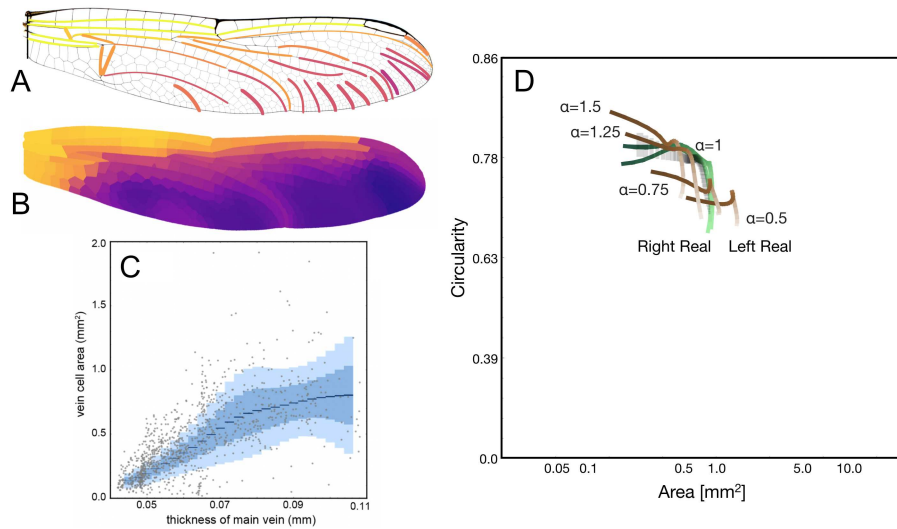 A
B
C
vein cell area (mm²)
2.0
1.5
1.0
0.5
0.0
0.05
0.07
0.09
0.11
thickness of main vein (mm)
D
Circularity
0.86
0.78
0.63
0.39
0.0
α=1.5
α=1.25
α=1
α=0.75
α=0.5
Right Real
Left Real
0.05
0.1
0.5
1.0
5.0
10.0
Area [mm²]